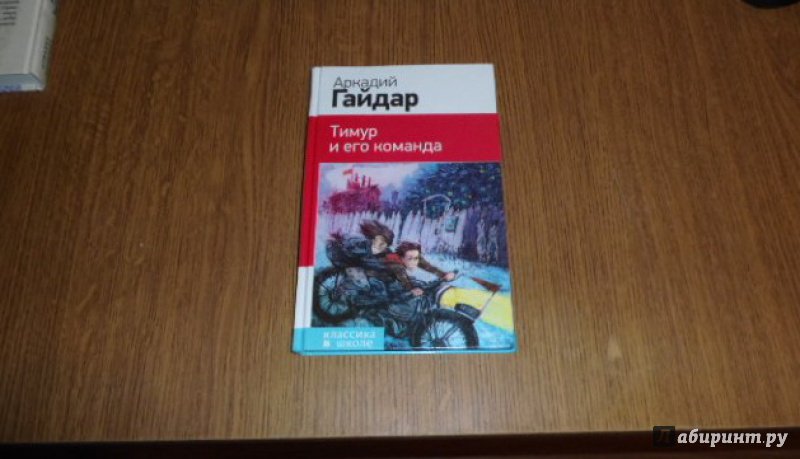 Аркадий
Гайдар
Тимур
и его команда
классика
в школе
Лабиринт.ру